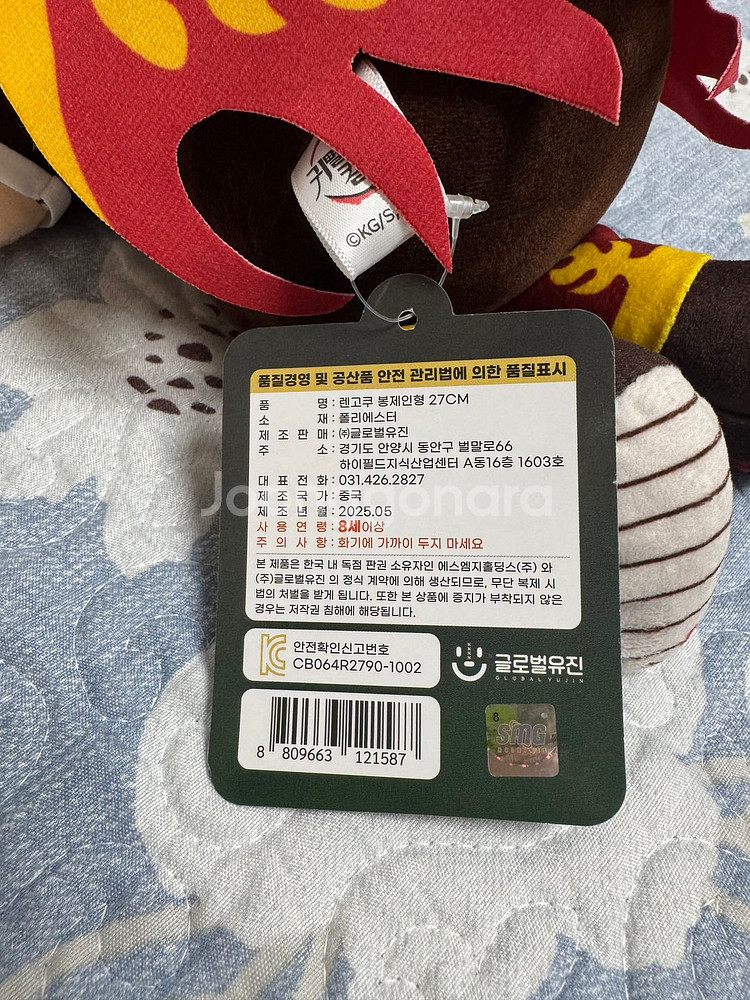 귀멸
©KG/S,
품질경영 및 공산품 안전 관리법에 의한 품질표시
품 명 : 렌고쿠 봉제인형 27CM
소 재 : 폴리에스터
제 조 판 매 : ㈜글로벌유진
주 소 : 경기도 안양시 동안구 벌말로66
하이필드지식산업센터 A동16층 1603호
대 표 전 화 : 031.426.2827
제 조 국 가 : 중국
제 조 년 월 : 2025.05
사 용 연 령 : 8세이상
주 의 사 항 : 화기에 가까이 두지 마세요
본 제품은 한국 내 독점 판권 소유자인 에스엠지홀딩스(주) 와
(주)글로벌유진 의 정식 계약에 의해 생산되므로, 무단 복제 시
법의 처벌을 받게 됩니다. 또한 본 상품에 증지가 부착되지 않은
경우는 저작권 침해에 해당됩니다.
안전확인신고번호
CB064R2790-1002
글로벌유진
GLOBALYUJIN
8 809663 121587
8
SMG
HOLDINGS